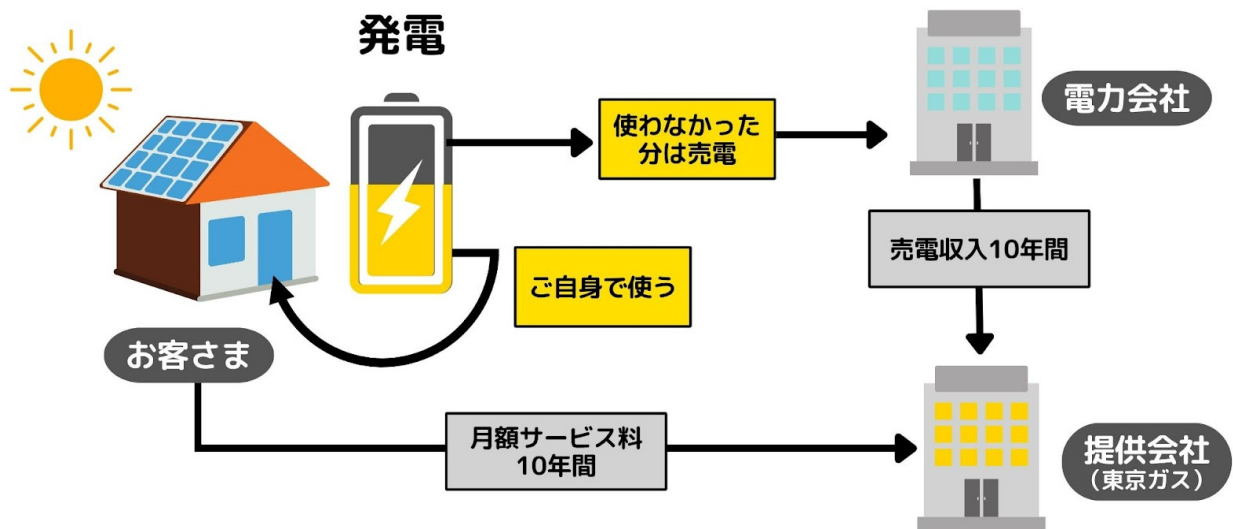 発電
使わなかった
分は売電
電力会社
売電収入10年間
ご自身で使う
お客さま
月額サービス料
10年間
提供会社
（東京ガス）